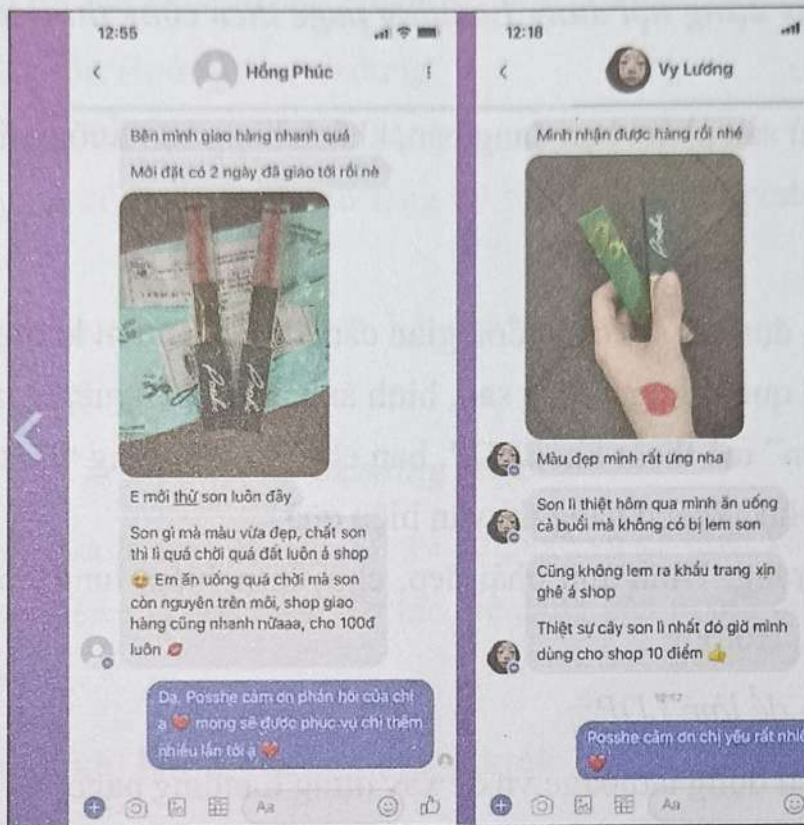 12:55
Hồng Phúc
Bên mình giao hàng nhanh quá
Mới đặt có 2 ngày đã giao tới rồi nè
E mới thử son luôn đây
Son gì mà màu vừa đẹp, chất son
thì lì quá chời quá đất luôn á shop
😍 Em ăn uống quá chời mà son
còn nguyên trên môi, shop giao
hàng cũng nhanh nữaaa, cho 100đ
luôn 💋
Dạ, Posshe cảm ơn phản hồi của chị
ạ ❤️ mong sẽ được phục vụ chị thêm
nhiều lần tới ạ ❤️
Aa
12:18
Vy Lương
Mình nhận được hàng rồi nhé
Màu đẹp mình rất ưng nha
Son lì thiệt hôm qua mình ăn uống
cả buổi mà không có bị lem son
Cũng không lem ra khẩu trang xịn
ghê á shop
Thiệt sự cây son lì nhất đó giờ mình
dùng cho shop 10 điểm 👍
Posshe cảm ơn chị yêu rất nhi
❤️
Aa